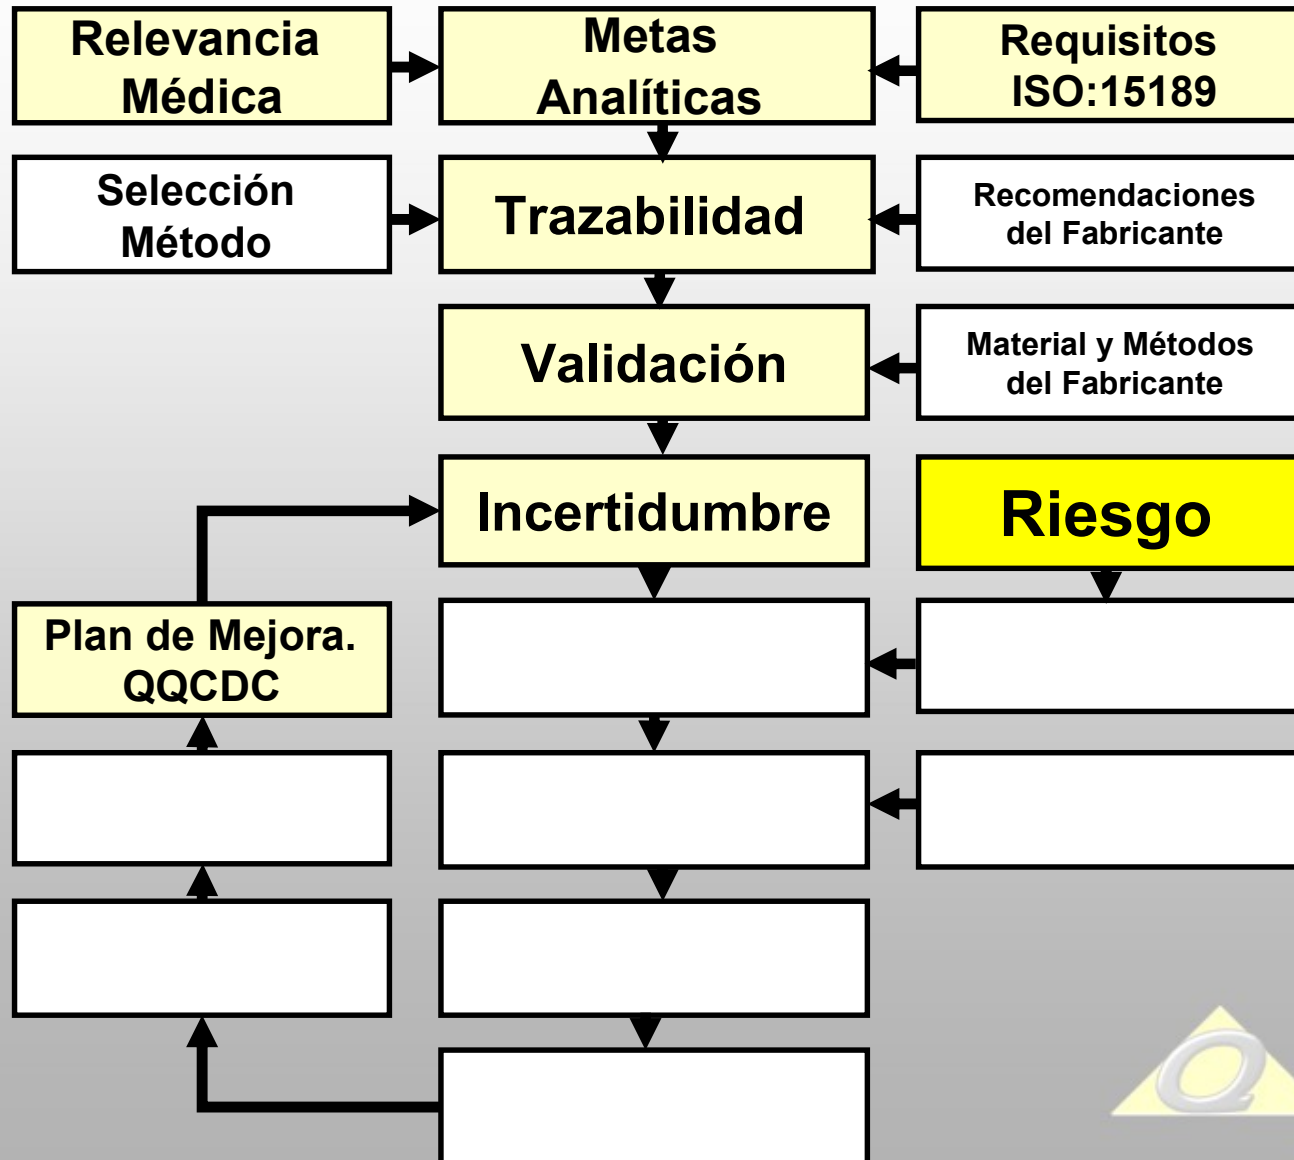 Relevancia
Médica
Metas
Analíticas
Requisitos
ISO:15189
Selección
Método
Trazabilidad
Recomendaciones
del Fabricante
Validación
Material y Métodos
del Fabricante
Incertidumbre
Riesgo
Plan de Mejora.
QQCDC
Q